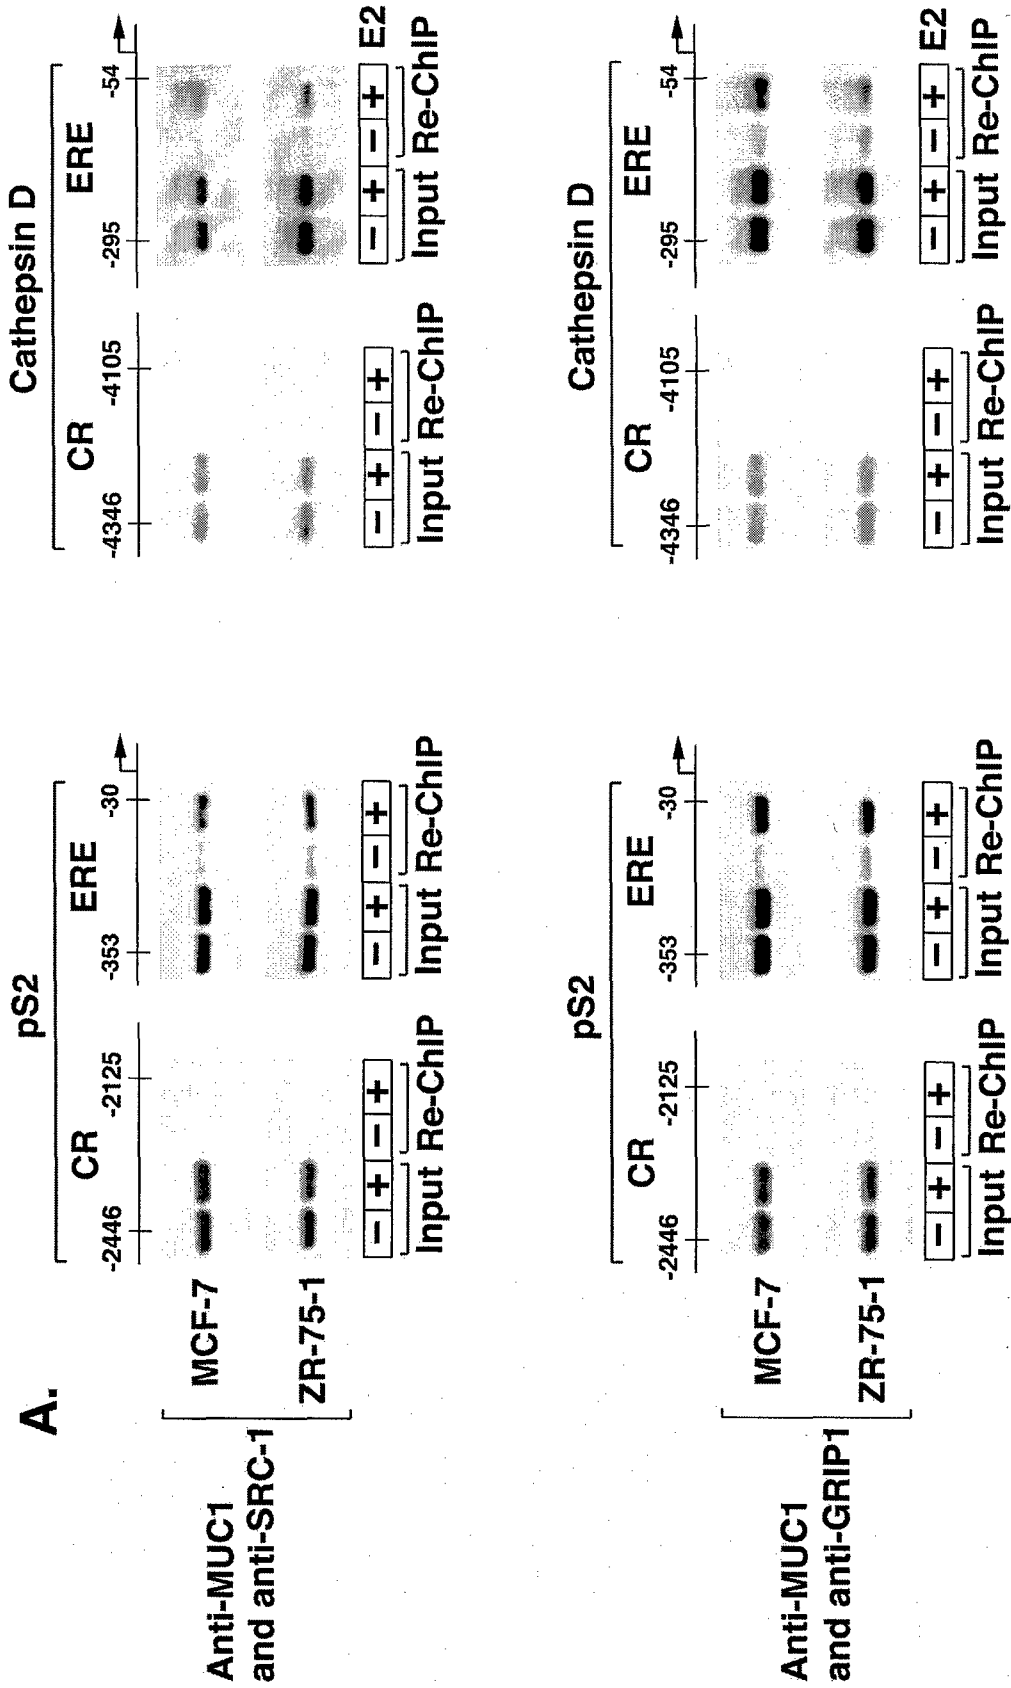 A.
pS2
Cathepsin D
CR
ERE
CR
ERE
-2446
-2125
-353
-30
-4346
-4105
-295
-54
Anti-MUC1
and anti-SRC-1
MCF-7
ZR-75-1
− + − + − + − + − + − + − + − + E2
Input Re-ChIP Input Re-ChIP Input Re-ChIP Input Re-ChIP
pS2
Cathepsin D
CR
ERE
CR
ERE
-2446
-2125
-353
-30
-4346
-4105
-295
-54
Anti-MUC1
and anti-GRIP1
MCF-7
ZR-75-1
− + − + − + − + − + − + − + − + E2
Input Re-ChIP Input Re-ChIP Input Re-ChIP Input Re-ChIP